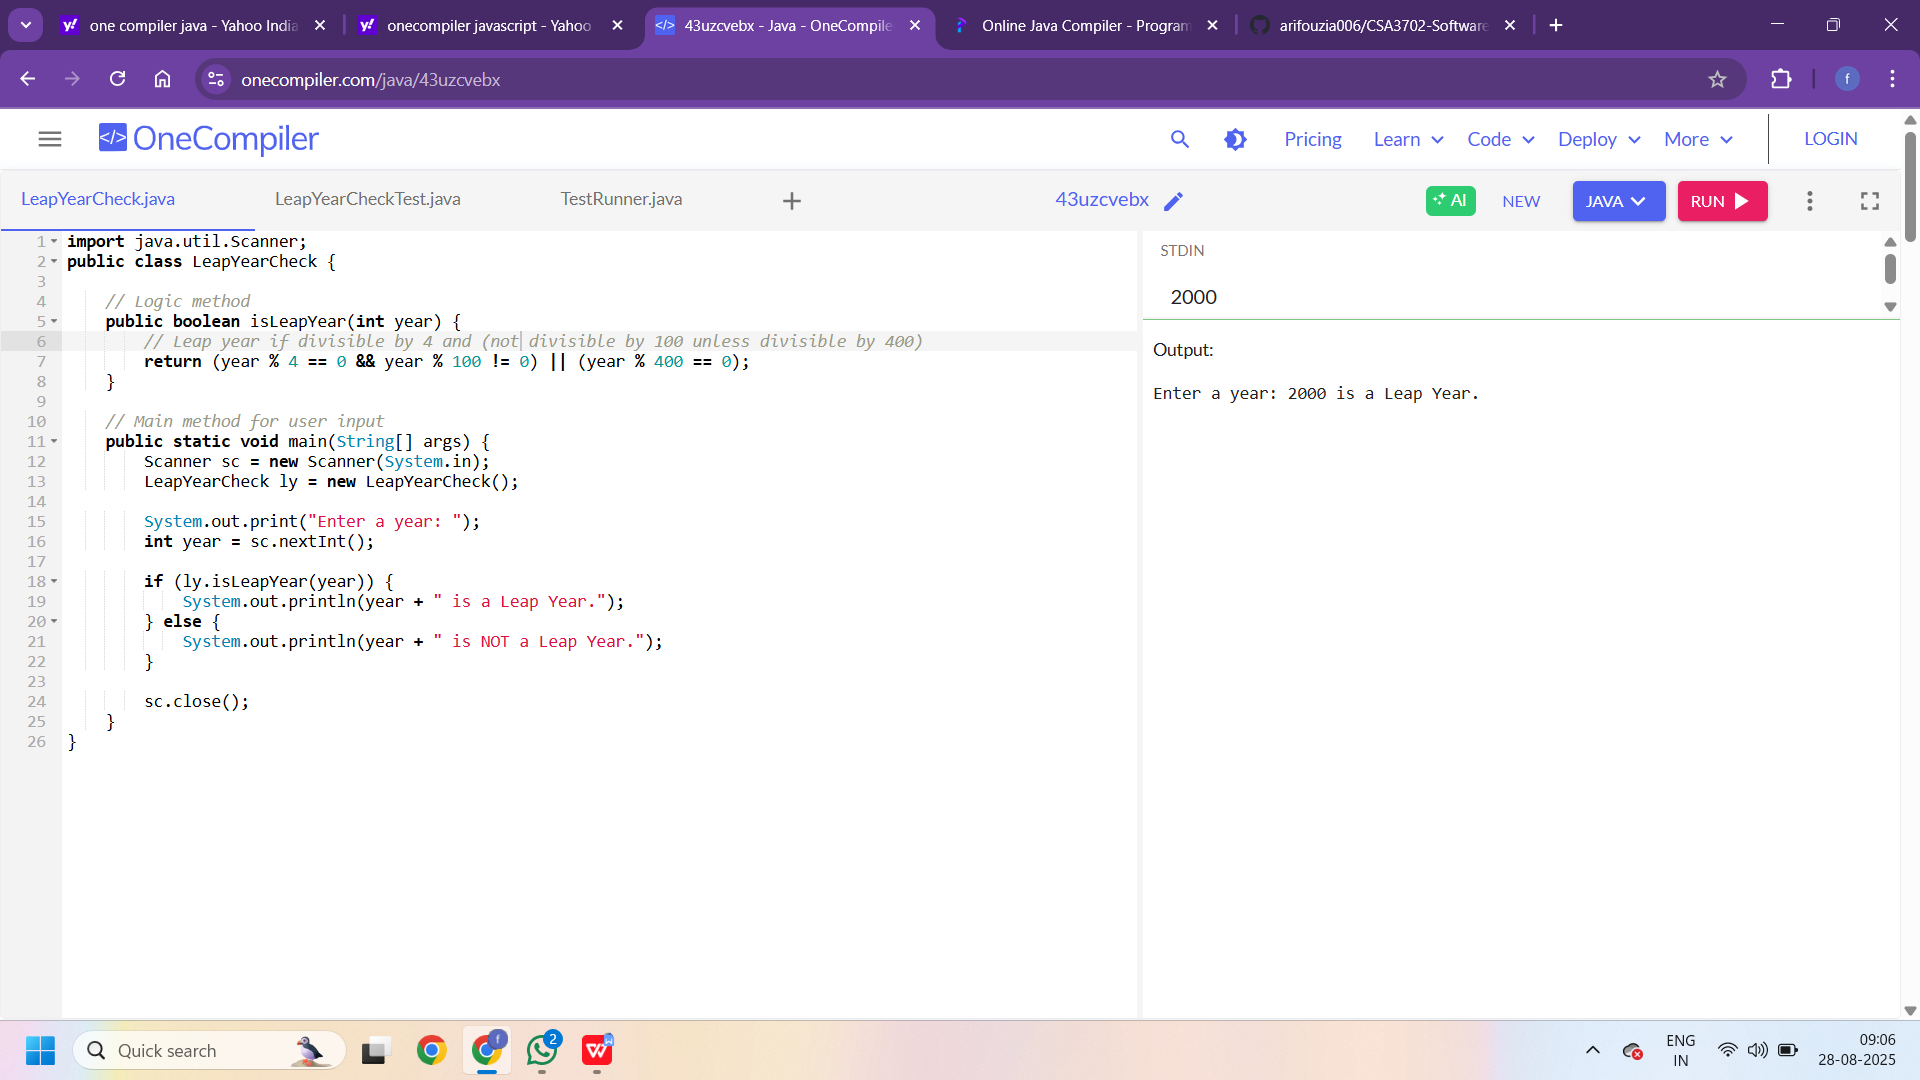 one compiler java - Yahoo India
onecompiler javascript - Yahoo
43uzcvebx - Java - OneCompile
Online Java Compiler - Program
arifouzia006/CSA3702-Software
onecompiler.com/java/43uzcvebx
f
</> OneCompiler
Pricing
Learn
Code
Deploy
More
LOGIN
LeapYearCheck.java
LeapYearCheckTest.java
TestRunner.java
43uzcvebx
AI
NEW
JAVA
RUN
1 import java.util.Scanner;
2 public class LeapYearCheck {
3
4 // Logic method
5 public boolean isLeapYear(int year) {
6 // Leap year if divisible by 4 and (not divisible by 100 unless divisible by 400)
7 return (year % 4 == 0 && year % 100 != 0) || (year % 400 == 0);
8 }
9
10 // Main method for user input
11 public static void main(String[] args) {
12 Scanner sc = new Scanner(System.in);
13 LeapYearCheck ly = new LeapYearCheck();
14
15 System.out.print("Enter a year: ");
16 int year = sc.nextInt();
17
18 if (ly.isLeapYear(year)) {
19 System.out.println(year + " is a Leap Year.");
20 } else {
21 System.out.println(year + " is NOT a Leap Year.");
22 }
23
24 sc.close();
25 }
26 }
STDIN
2000
Output:
Enter a year: 2000 is a Leap Year.
Quick search
f
2
W
ENG
IN
09:06
28-08-2025